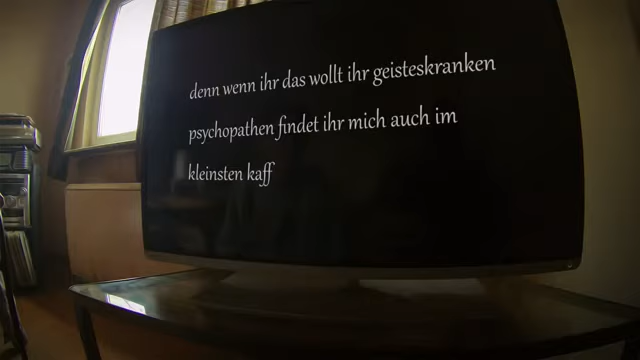 denn wenn ihr das wollt ihr geisteskranken
psychopathen findet ihr mich auch im
kleinsten kaff